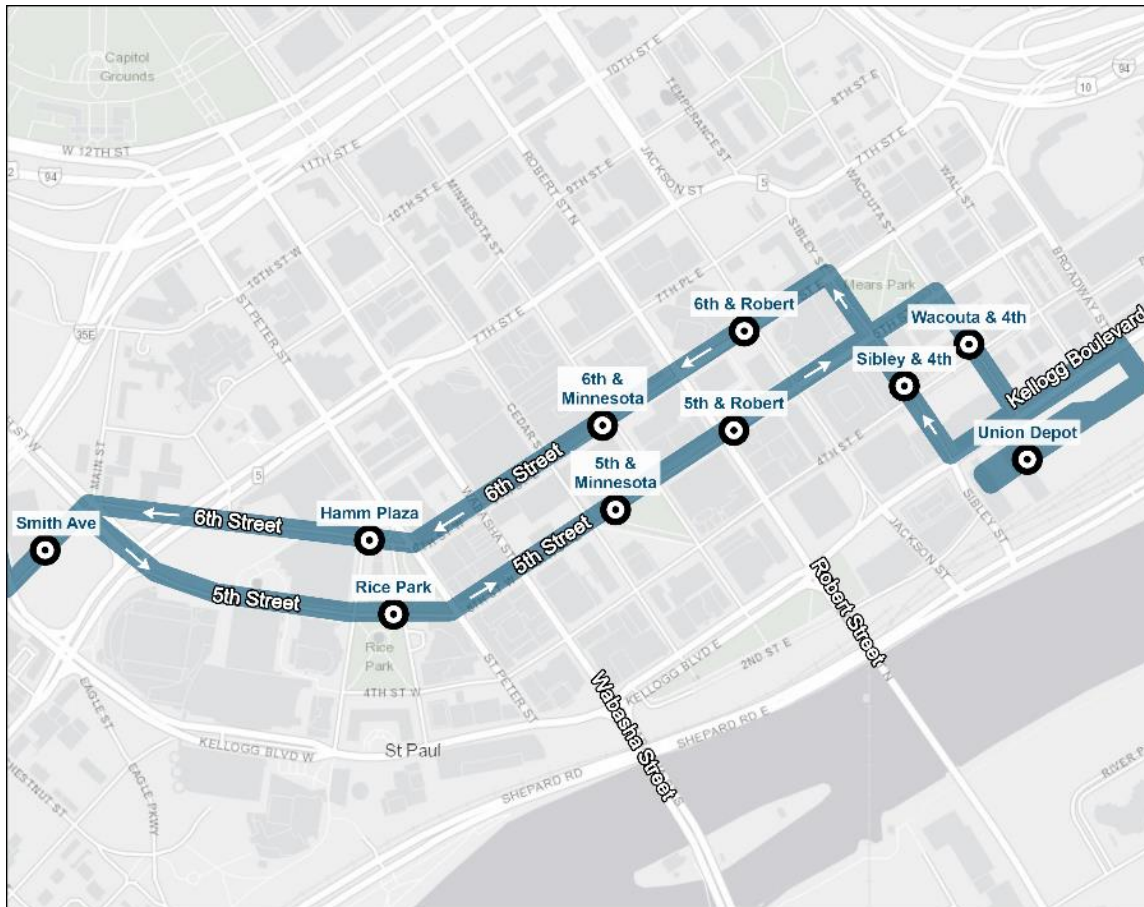 Capitol
Grounds
10TH ST E
10
94
8TH ST E
TEMPERANCE ST
W 12TH ST
11TH ST E
94
ROBERT ST N
9TH ST E
JACKSON ST
5
7TH ST E
WACOUTA ST
WALL ST
MINNESOTA ST
10TH ST E
SIBLEY ST
BROADWAY ST
10TH ST W
7TH PL E
Mears Park
35E
ST PETER ST
7TH ST E
6th & Robert
Wacouta & 4th
Kellogg Boulevard
6th &
Minnesota
5th & Robert
Sibley & 4th
CEDAR ST
Union Depot
MAIN ST
5
6th Street
5th &
Minnesota
4TH ST E
WABASHA ST
SIBLEY ST
JACKSON ST
Smith Ave
6th Street
Hamm Plaza
5th Street
Rice Park
5th Street
Robert Street
N
Rice
Park
ST PETER ST
KELLOGG BLVD E
2ND ST E
4TH ST W
EAGLE ST
Wabasha Street
S
KELLOGG BLVD W
St Paul
SHEPARD RD E
SHEPARD RD
CHESTNUT ST
EAGLE PKWY